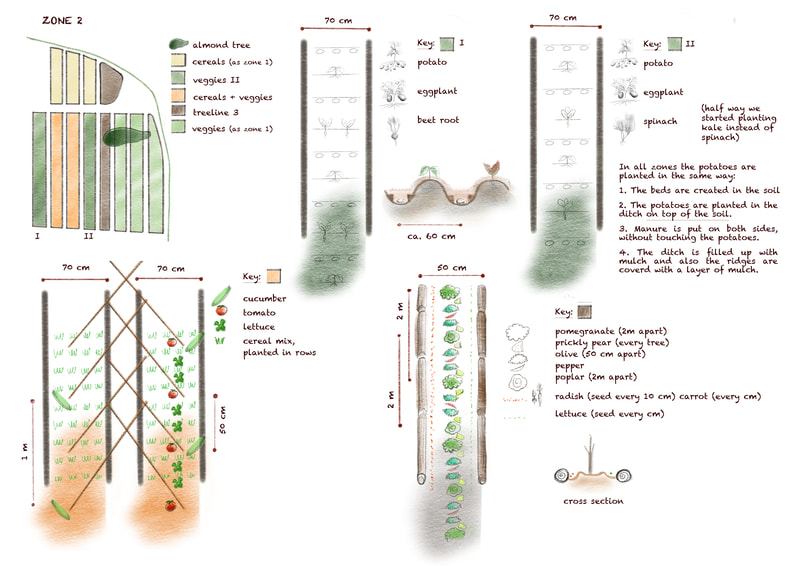 ZONE 2
almond tree
cereals (as zone 1)
veggies II
cereals + veggies
treeline 3
veggies (as zone 1)
I
II
70 cm
Key: I
potato
eggplant
beet root
ca. 60 cm
70 cm
Key: II
potato
eggplant
spinach
(half way we
started planting
kale instead of
spinach)
In all zones the potatoes are
planted in the same way:
1. The beds are created in the soil
2. The potatoes are planted in the
ditch on top of the soil.
3. Manure is put on both sides,
without touching the potatoes.
4. The ditch is filled up with
mulch and also the ridges are
coverd with a layer of mulch.
70 cm
70 cm
Key:
cucumber
tomato
lettuce
cereal mix,
planted in rows
1 m
50 cm
50 cm
2 m
2 m
Key:
pomegranate (2m apart)
prickly pear (every tree)
olive (50 cm apart)
pepper
poplar (2m apart)
radish (seed every 10 cm) carrot (every cm)
lettuce (seed every cm)
cross section